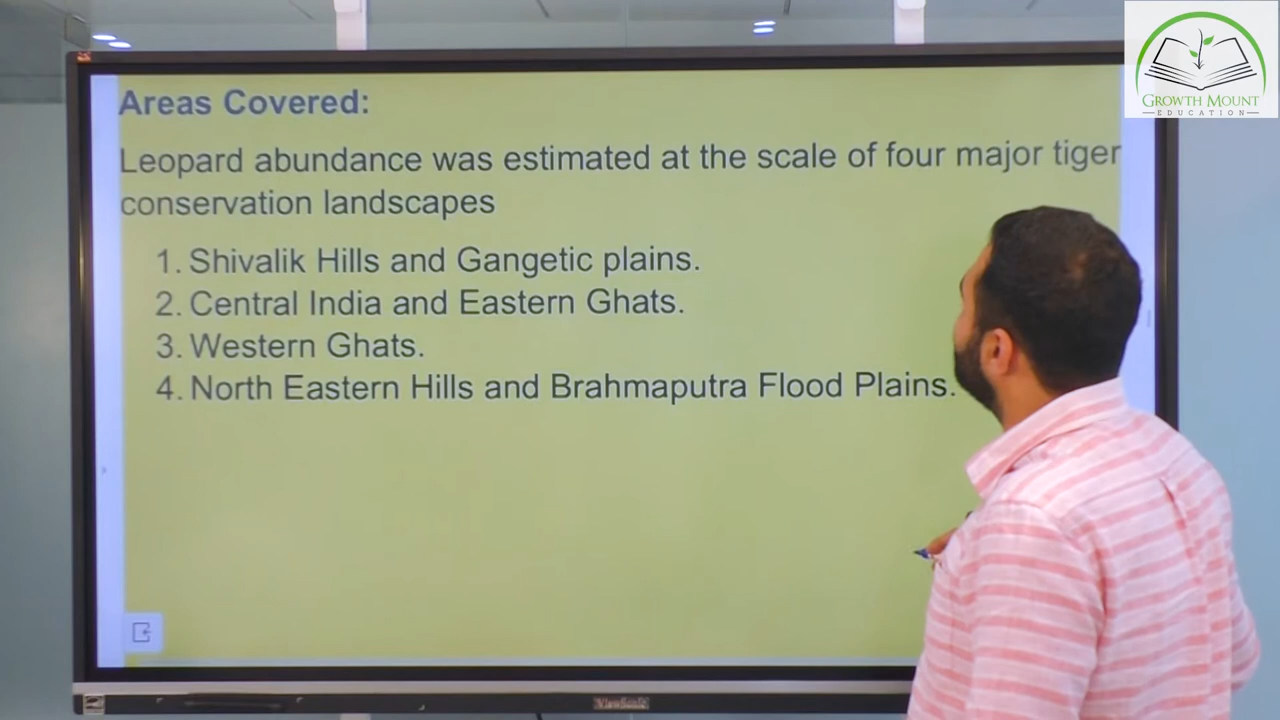 Areas Covered:
Leopard abundance was estimated at the scale of four major tiger
conservation landscapes
1. Shivalik Hills and Gangetic plains.
2. Central India and Eastern Ghats.
3. Western Ghats.
4. North Eastern Hills and Brahmaputra Flood Plains.
GROWTH MOUNT
EDUCATION
ViewSonic